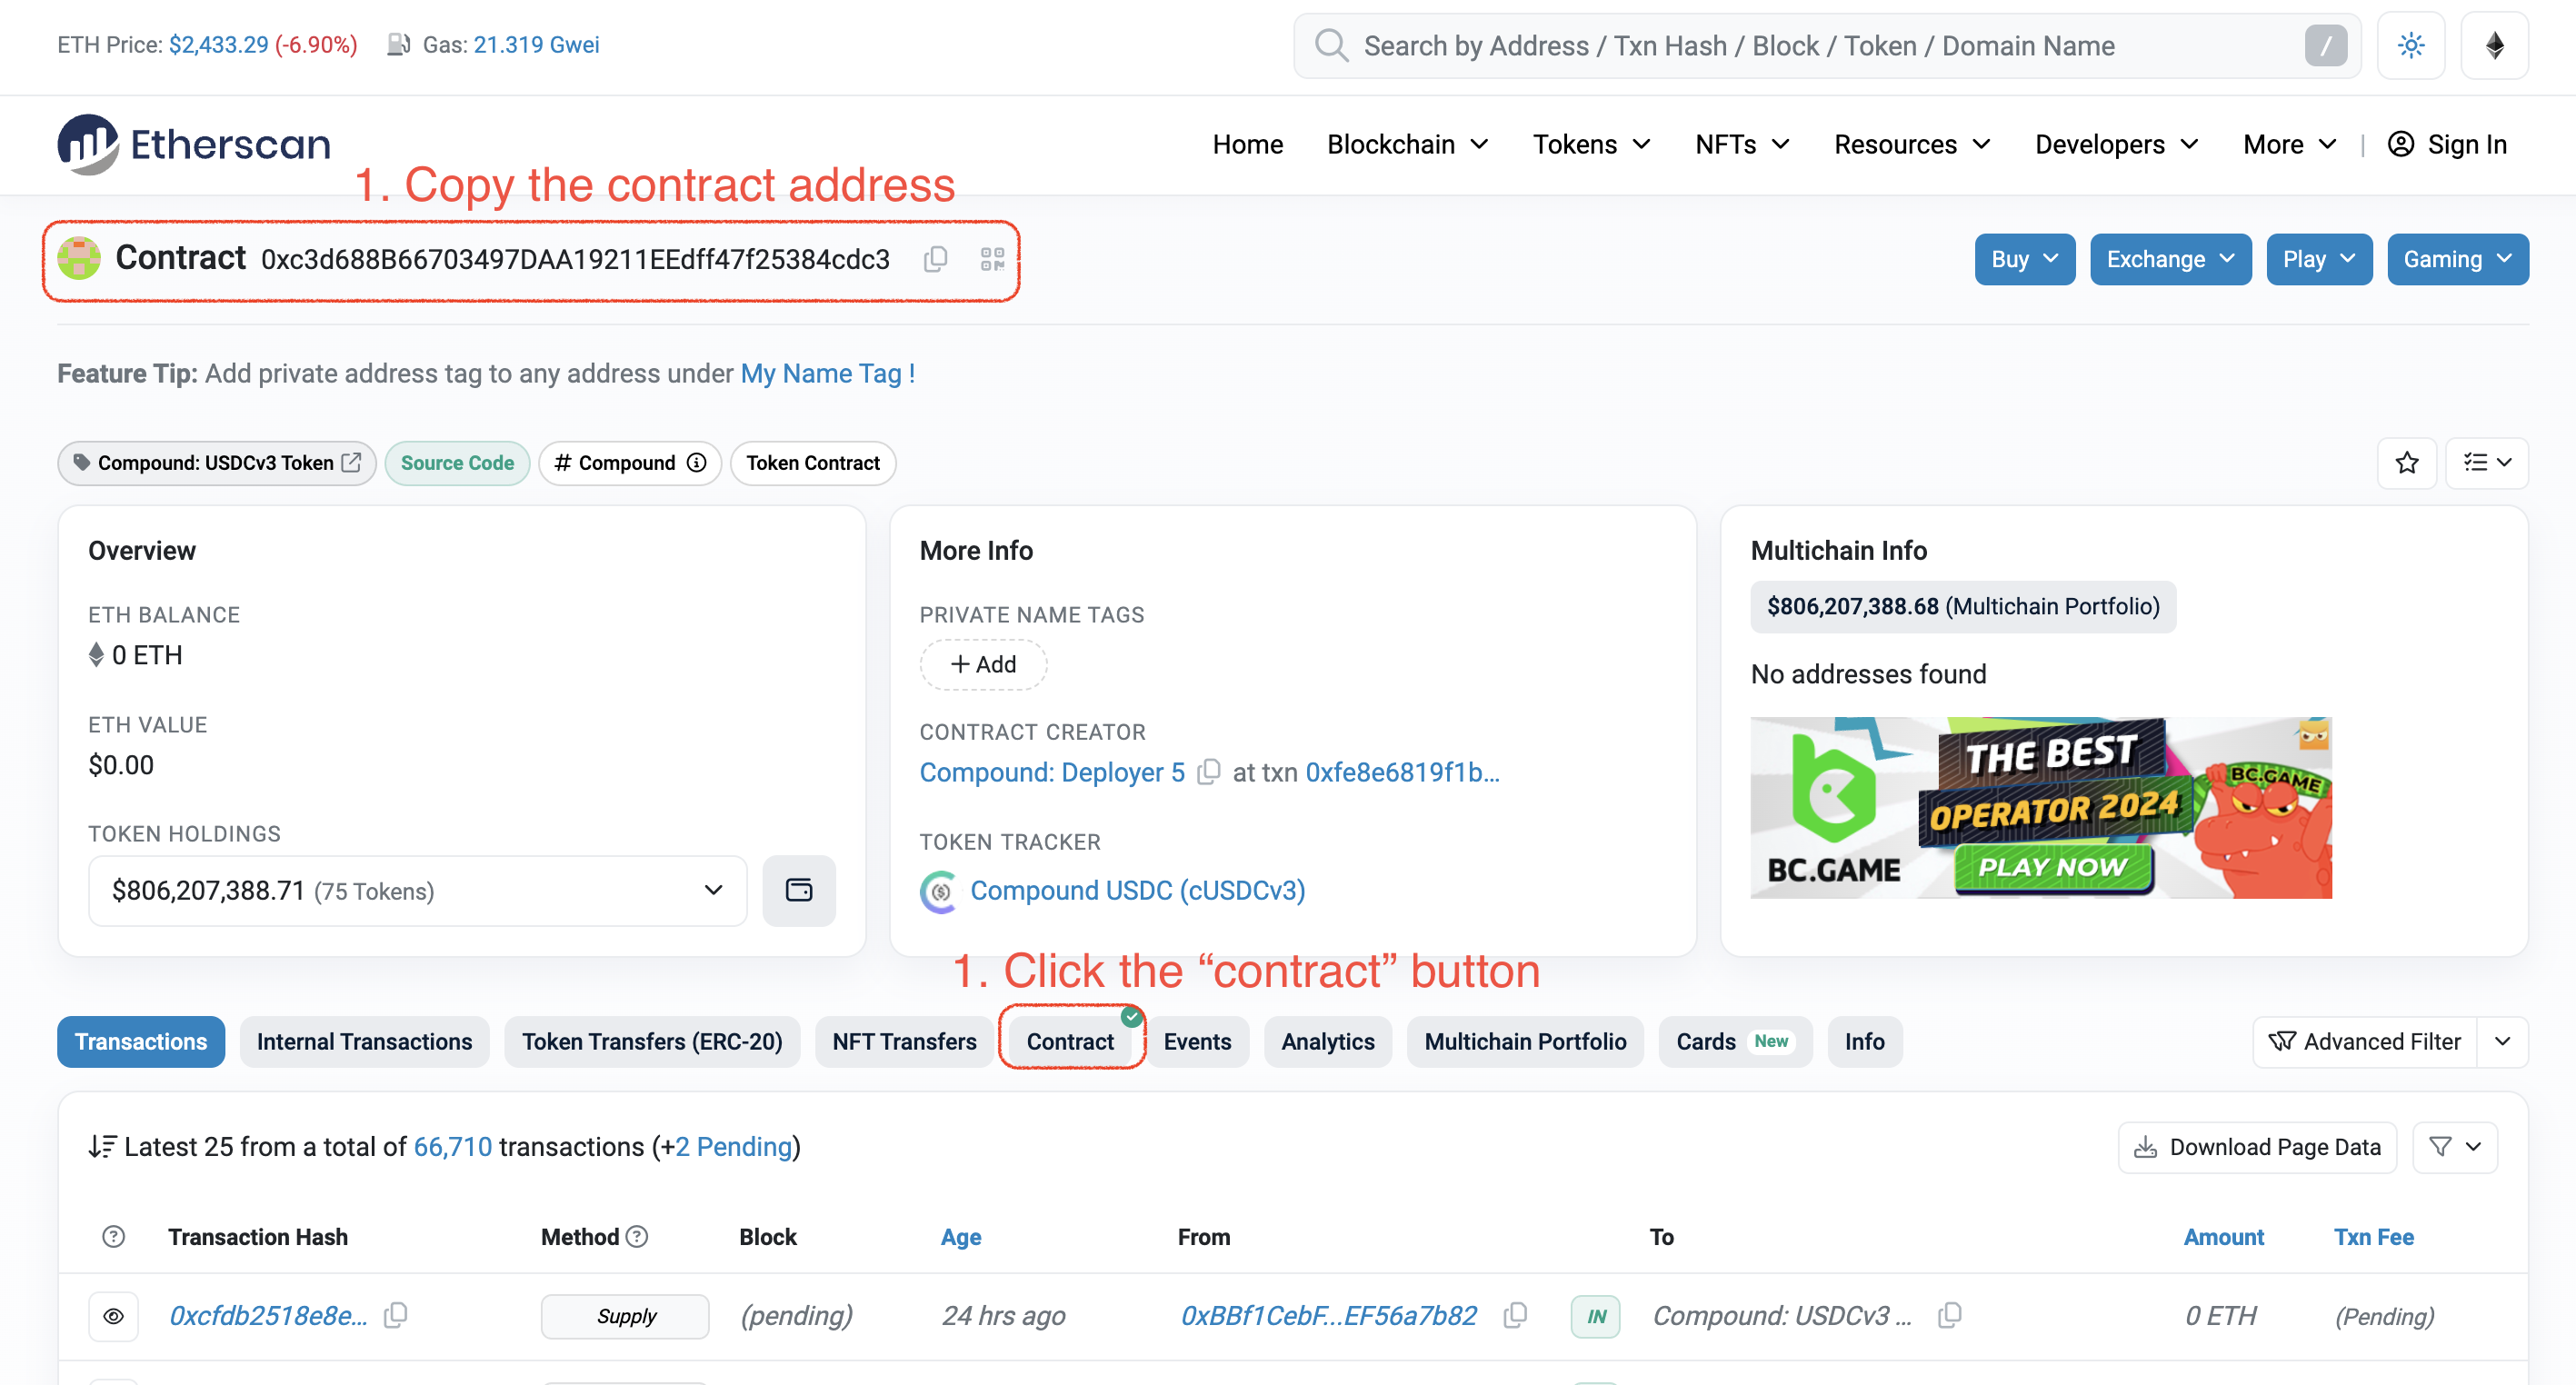 ETH Price: $2,433.29 (-6.90%) Gas: 21.319 Gwei
Search by Address / Txn Hash / Block / Token / Domain Name /
Etherscan
Home Blockchain Tokens NFTs Resources Developers More | Sign In
1. Copy the contract address
Contract 0xc3d688B66703497DAA19211EEdff47f25384cdc3
Buy Exchange Play Gaming
Feature Tip: Add private address tag to any address under My Name Tag !
Compound: USDCv3 Token Source Code # Compound Token Contract
Overview
ETH BALANCE
0 ETH
ETH VALUE
$0.00
TOKEN HOLDINGS
$806,207,388.71 (75 Tokens)
More Info
PRIVATE NAME TAGS
+ Add
CONTRACT CREATOR
Compound: Deployer 5 at txn 0xfe8e6819f1b...
TOKEN TRACKER
Compound USDC (cUSDCv3)
Multichain Info
$806,207,388.68 (Multichain Portfolio)
No addresses found
BC.GAME
THE BEST
OPERATOR 2024
PLAY NOW
BC.GAME
1. Click the “contract” button
Transactions Internal Transactions Token Transfers (ERC-20) NFT Transfers Contract Events Analytics Multichain Portfolio Cards New Info
Advanced Filter
Latest 25 from a total of 66,710 transactions (+2 Pending)
Download Page Data
Transaction Hash Method Block Age From To Amount Txn Fee
0xcfdb2518e8e... Supply (pending) 24 hrs ago 0xBBf1CebF...EF56a7b82 IN Compound: USDCv3 ... 0 ETH (Pending)